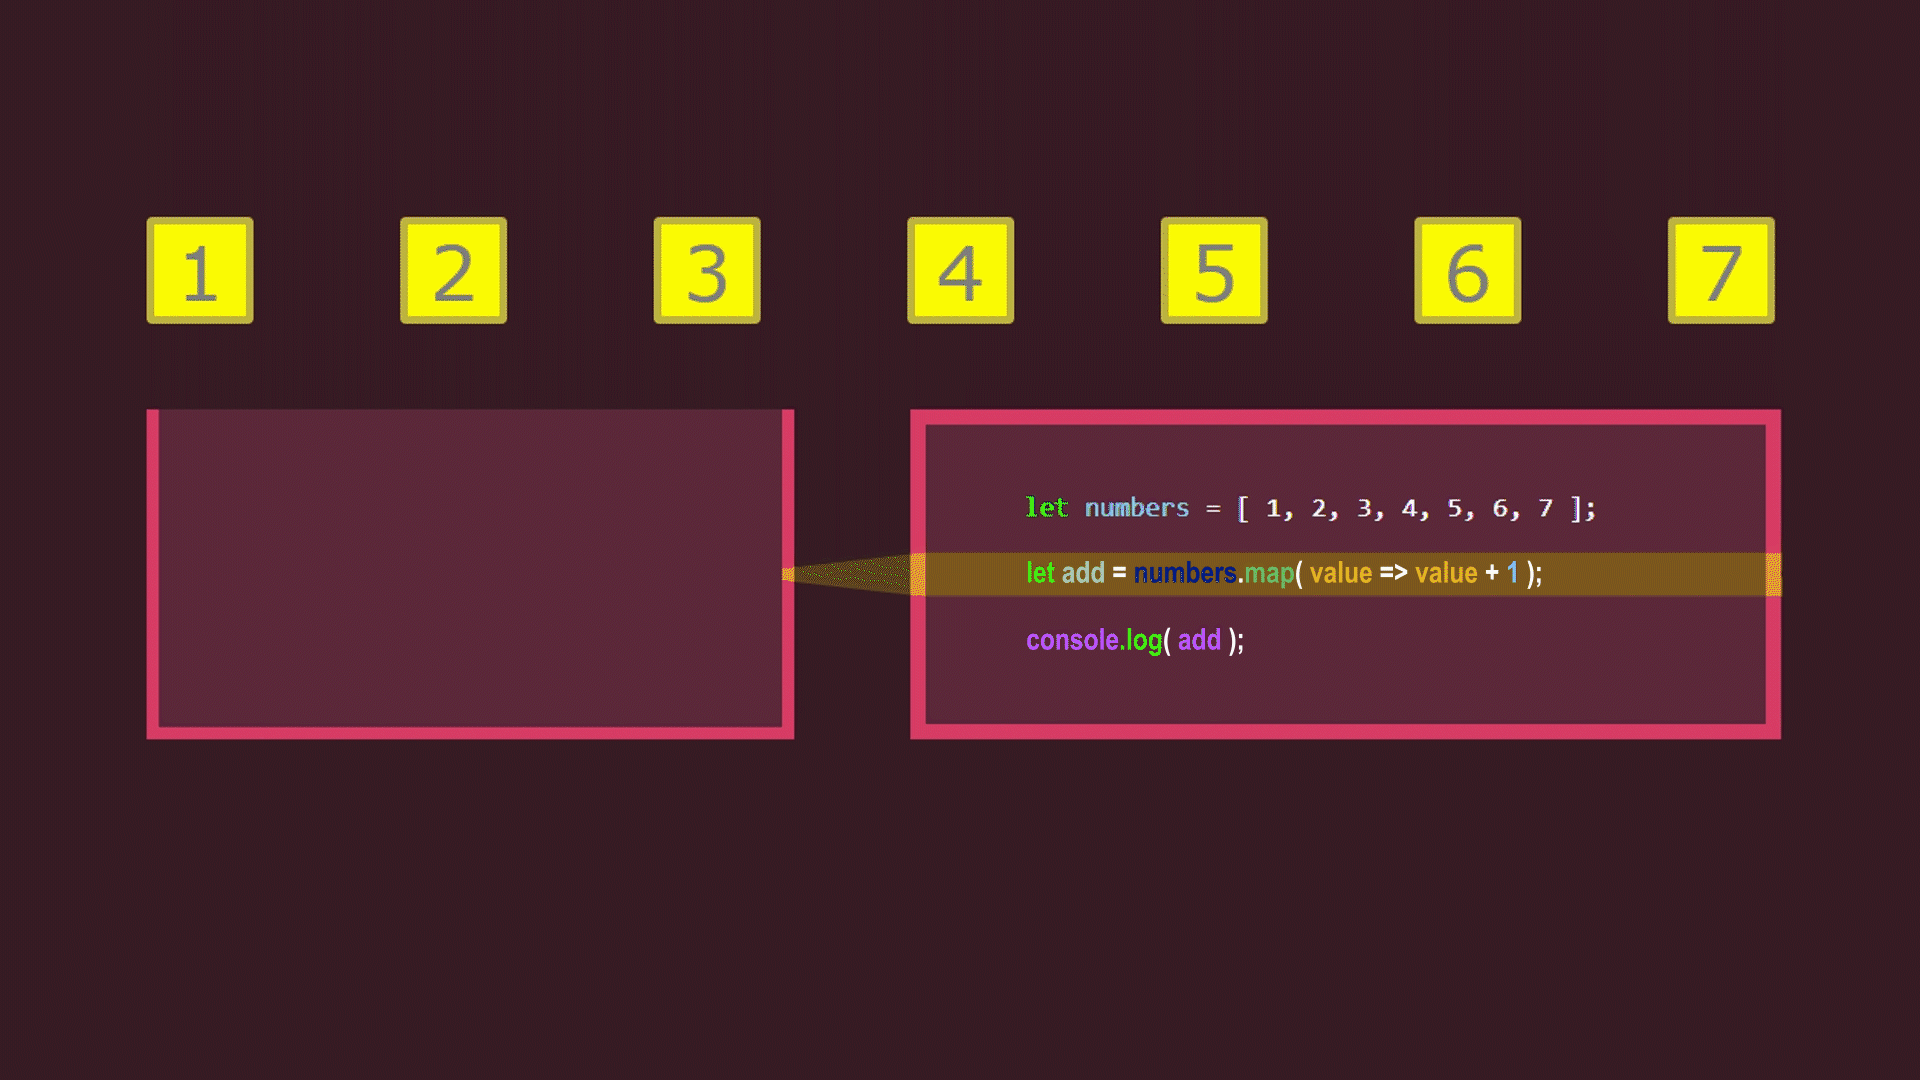 1 2 3 4 5 6 7
let numbers = [ 1, 2, 3, 4, 5, 6, 7 ];
let add = numbers.map( value => value + 1 );
console.log( add );